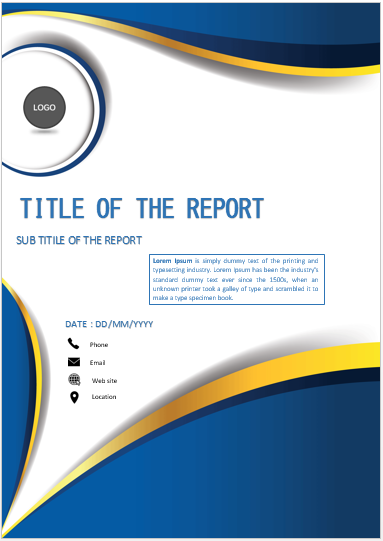 LOGO
TITLE OF THE REPORT
SUB TITILE OF THE REPORT
Lorem Ipsum is simply dummy text of the printing and
typesetting industry. Lorem Ipsum has been the industry's
standard dummy text ever since the 1500s, when an
unknown printer took a galley of type and scrambled it to
make a type specimen book.
DATE : DD/MM/YYYY
Phone
Email
Web site
Location